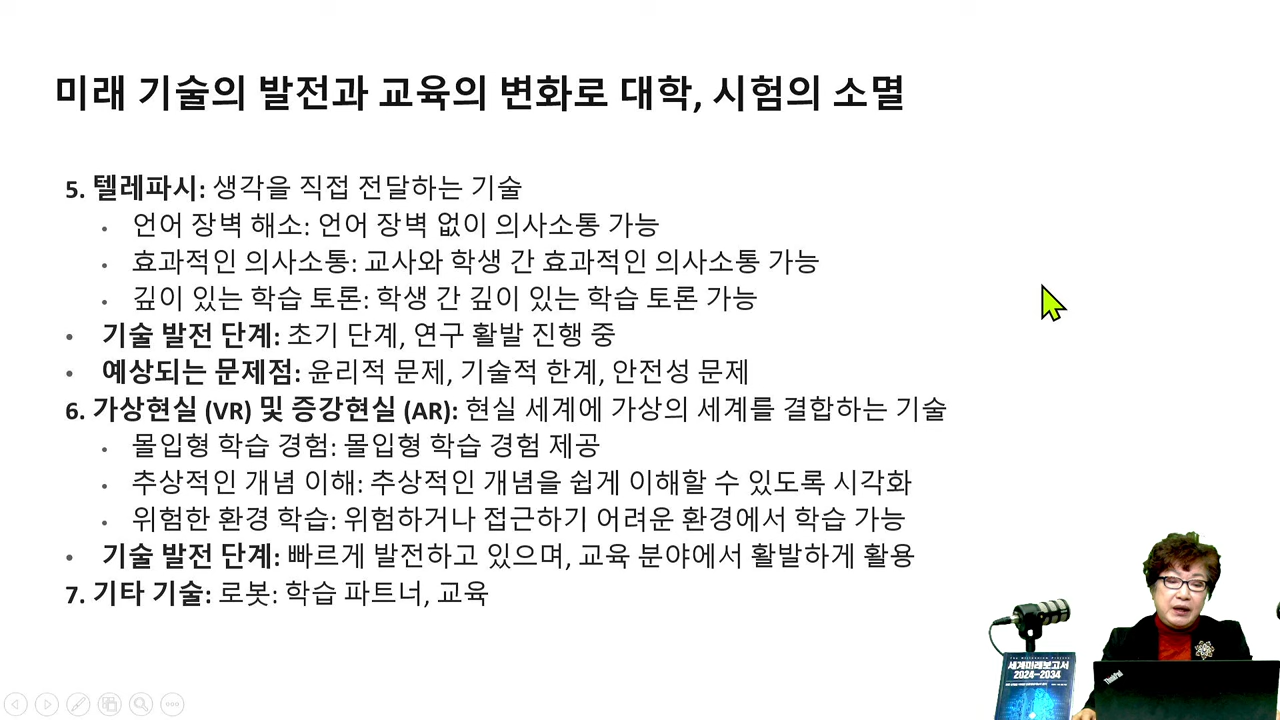 미래 기술의 발전과 교육의 변화로 대학, 시험의 소멸
5. 텔레파시: 생각을 직접 전달하는 기술
• 언어 장벽 해소: 언어 장벽 없이 의사소통 가능
• 효과적인 의사소통: 교사와 학생 간 효과적인 의사소통 가능
• 깊이 있는 학습 토론: 학생 간 깊이 있는 학습 토론 가능
• 기술 발전 단계: 초기 단계, 연구 활발 진행 중
• 예상되는 문제점: 윤리적 문제, 기술적 한계, 안전성 문제
6. 가상현실 (VR) 및 증강현실 (AR): 현실 세계에 가상의 세계를 결합하는 기술
• 몰입형 학습 경험: 몰입형 학습 경험 제공
• 추상적인 개념 이해: 추상적인 개념을 쉽게 이해할 수 있도록 시각화
• 위험한 환경 학습: 위험하거나 접근하기 어려운 환경에서 학습 가능
• 기술 발전 단계: 빠르게 발전하고 있으며, 교육 분야에서 활발하게 활용
7. 기타 기술: 로봇: 학습 파트너, 교육
세계미래보고서
2024-2034
ThinkPad